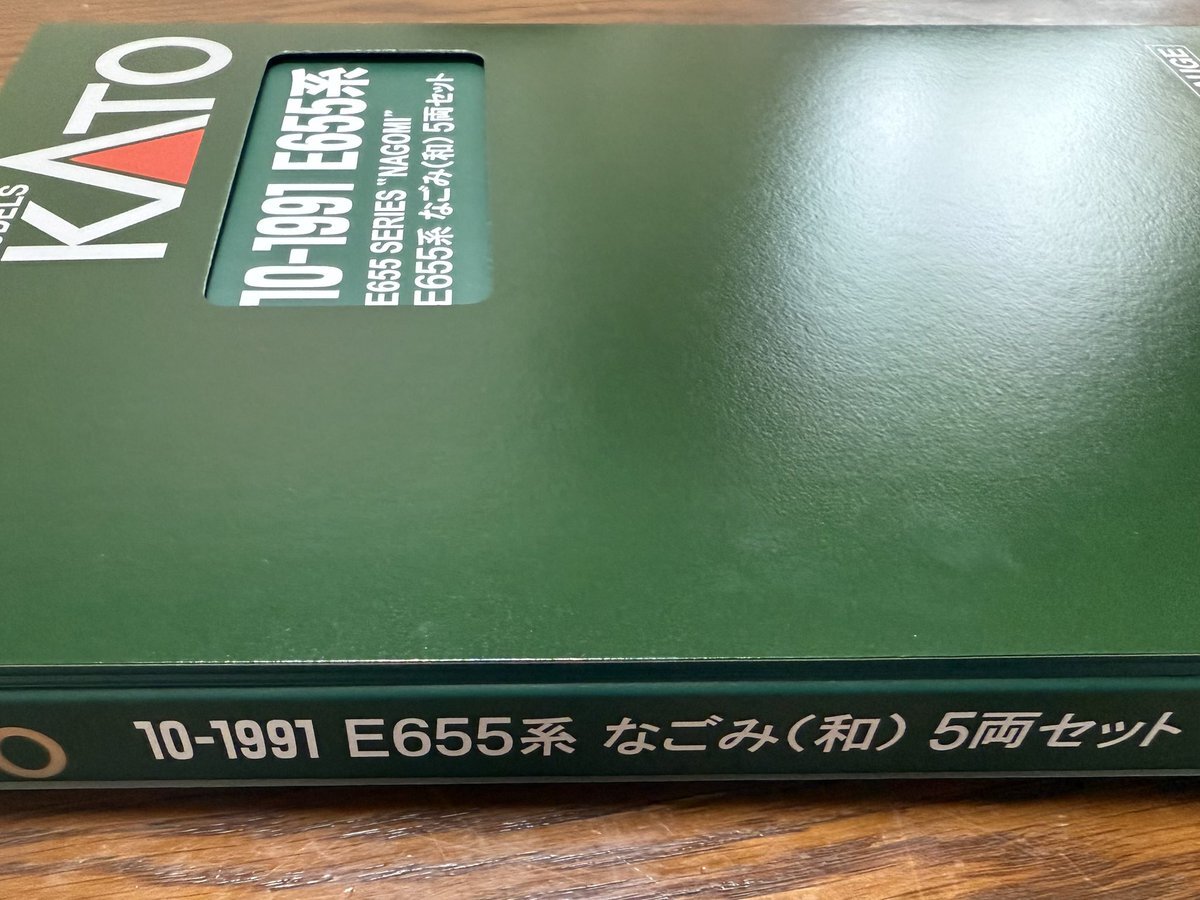 KATO
10-1991 E655系
E655 SERIES "NAGOMI"
E655系 なごみ（和） 5両セット
10-1991 E655系 なごみ（和） 5両セット